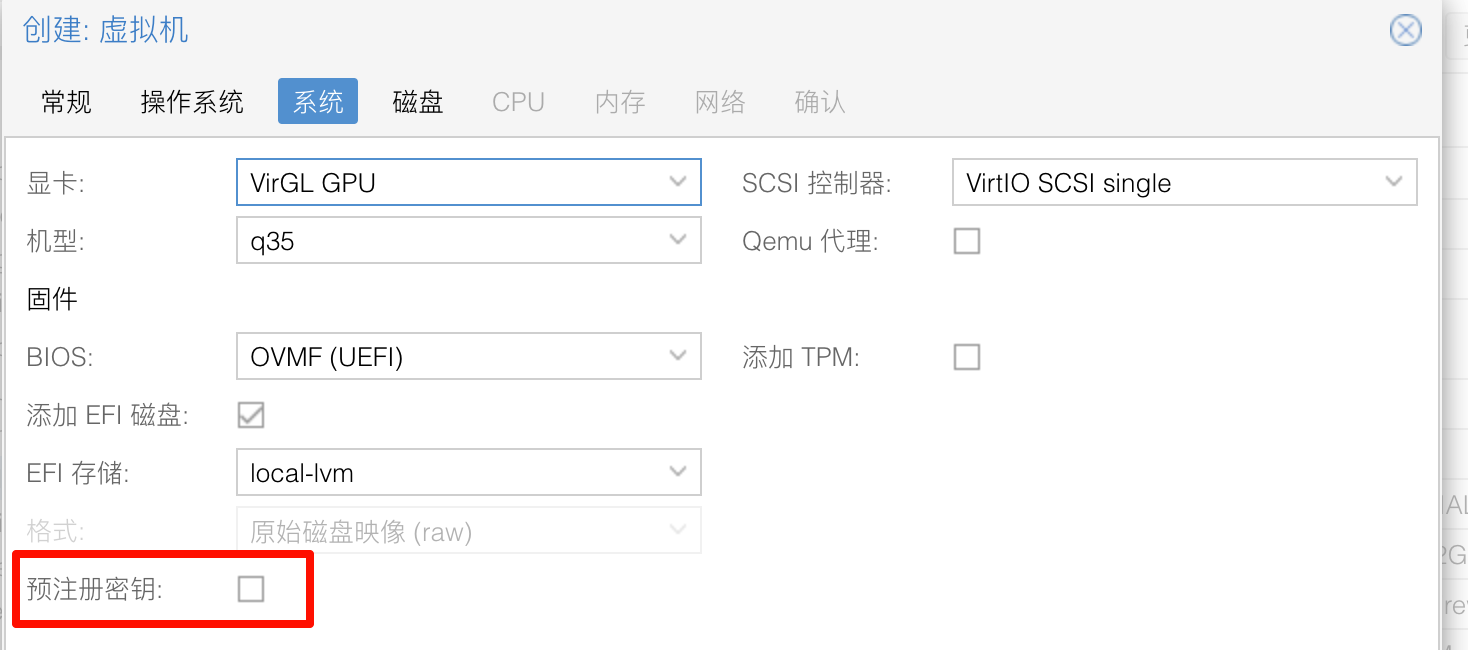 创建: 虚拟机
常规 操作系统 系统 磁盘 CPU 内存 网络 确认
显卡: VirGL GPU SCSI 控制器: VirtIO SCSI single
机型: q35 Qemu 代理:
固件
BIOS: OVMF (UEFI) 添加 TPM:
添加 EFI 磁盘:
EFI 存储: local-lvm
格式: 原始磁盘映像 (raw)
预注册密钥: